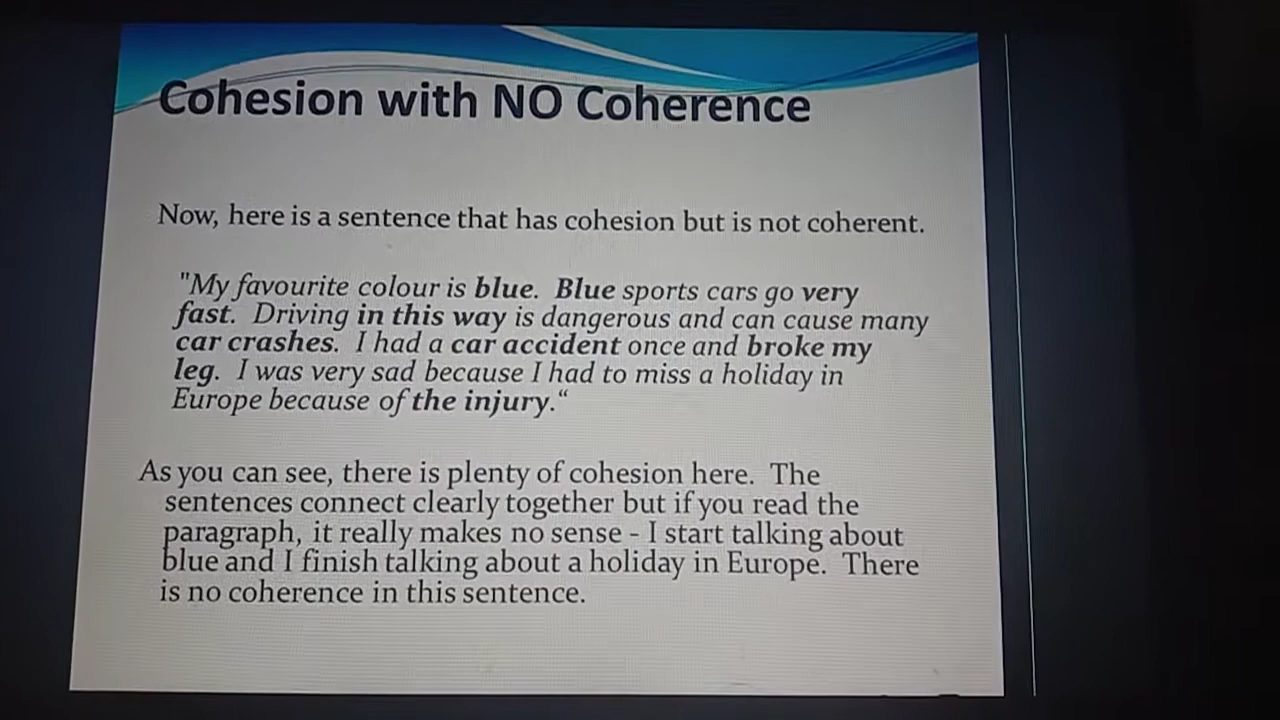 Cohesion with NO Coherence
Now, here is a sentence that has cohesion but is not coherent.
"My favourite colour is blue.  Blue sports cars go very
fast.  Driving in this way is dangerous and can cause many
car crashes.  I had a car accident once and broke my
leg.  I was very sad because I had to miss a holiday in
Europe because of the injury.“
As you can see, there is plenty of cohesion here.  The
sentences connect clearly together but if you read the
paragraph, it really makes no sense - I start talking about
blue and I finish talking about a holiday in Europe.  There
is no coherence in this sentence.